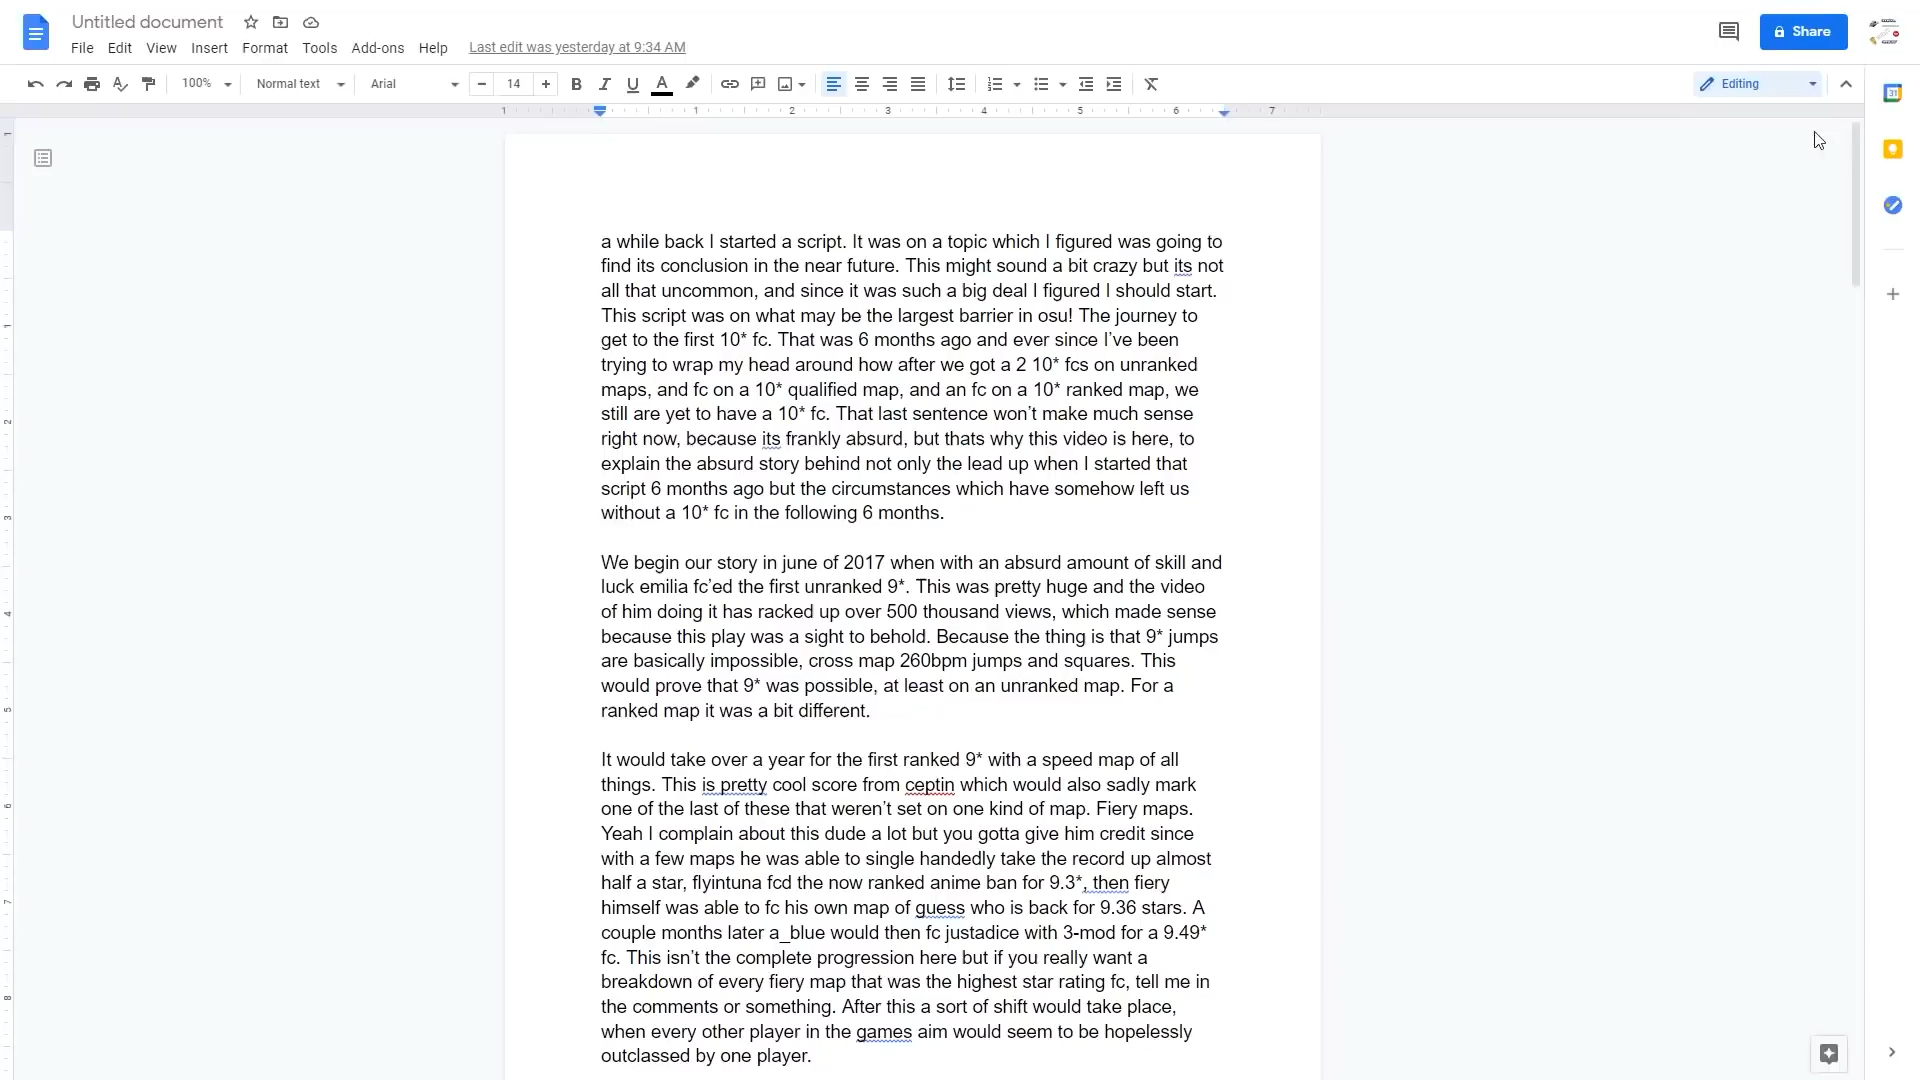 Untitled document
File Edit View Insert Format Tools Add-ons Help Last edit was yesterday at 9:34 AM
Share
100% Normal text Arial 14 B I U A Editing
1 1 2 3 4 5 6 7
31
a while back I started a script. It was on a topic which I figured was going to
find its conclusion in the near future. This might sound a bit crazy but its not
all that uncommon, and since it was such a big deal I figured I should start.
This script was on what may be the largest barrier in osu! The journey to
get to the first 10* fc. That was 6 months ago and ever since I’ve been
trying to wrap my head around how after we got a 2 10* fcs on unranked
maps, and fc on a 10* qualified map, and an fc on a 10* ranked map, we
still are yet to have a 10* fc. That last sentence won’t make much sense
right now, because its frankly absurd, but thats why this video is here, to
explain the absurd story behind not only the lead up when I started that
script 6 months ago but the circumstances which have somehow left us
without a 10* fc in the following 6 months.
We begin our story in june of 2017 when with an absurd amount of skill and
luck emilia fc’ed the first unranked 9*. This was pretty huge and the video
of him doing it has racked up over 500 thousand views, which made sense
because this play was a sight to behold. Because the thing is that 9* jumps
are basically impossible, cross map 260bpm jumps and squares. This
would prove that 9* was possible, at least on an unranked map. For a
ranked map it was a bit different.
It would take over a year for the first ranked 9* with a speed map of all
things. This is pretty cool score from ceptin which would also sadly mark
one of the last of these that weren’t set on one kind of map. Fiery maps.
Yeah I complain about this dude a lot but you gotta give him credit since
with a few maps he was able to single handedly take the record up almost
half a star, flyintuna fcd the now ranked anime ban for 9.3*, then fiery
himself was able to fc his own map of guess who is back for 9.36 stars. A
couple months later a_blue would then fc justadice with 3-mod for a 9.49*
fc. This isn’t the complete progression here but if you really want a
breakdown of every fiery map that was the highest star rating fc, tell me in
the comments or something. After this a sort of shift would take place,
when every other player in the games aim would seem to be hopelessly
outclassed by one player.